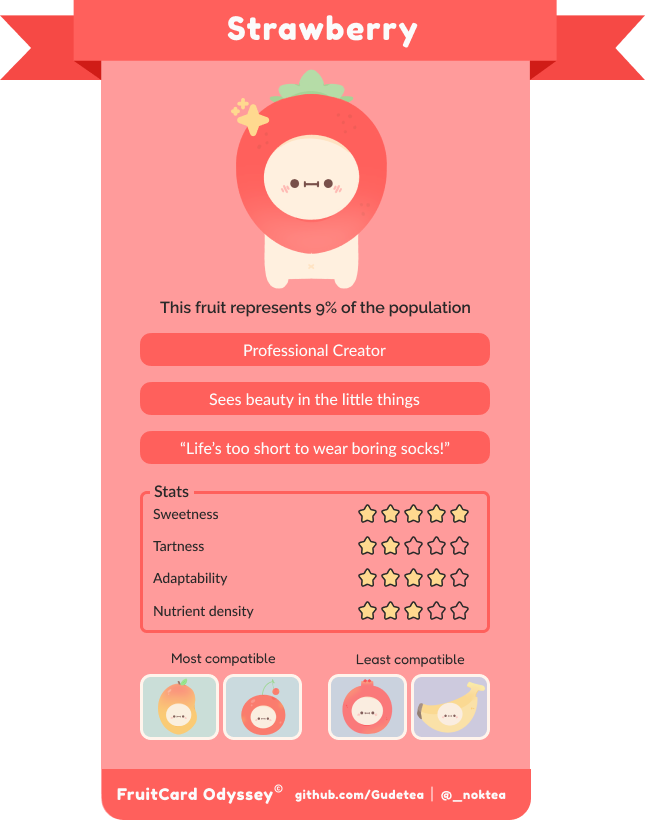 Strawberry
This fruit represents 9% of the population
Professional Creator
Sees beauty in the little things
“Life’s too short to wear boring socks!”
Stats
Sweetness
Tartness
Adaptability
Nutrient density
Most compatible
Least compatible
FruitCard Odyssey© github.com/Gudetea | @__noktea